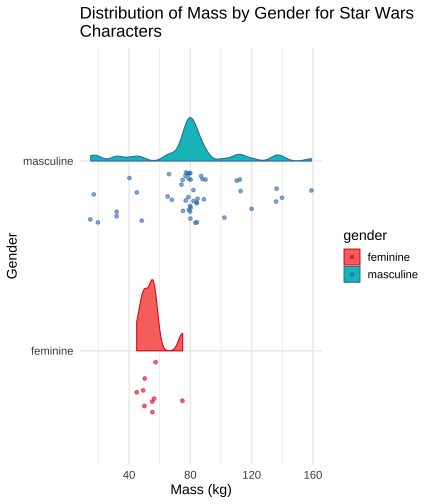 Distribution of Mass by Gender for Star Wars
Characters
masculine
feminine
Gender
40 80 120 160
Mass (kg)
gender
feminine
masculine